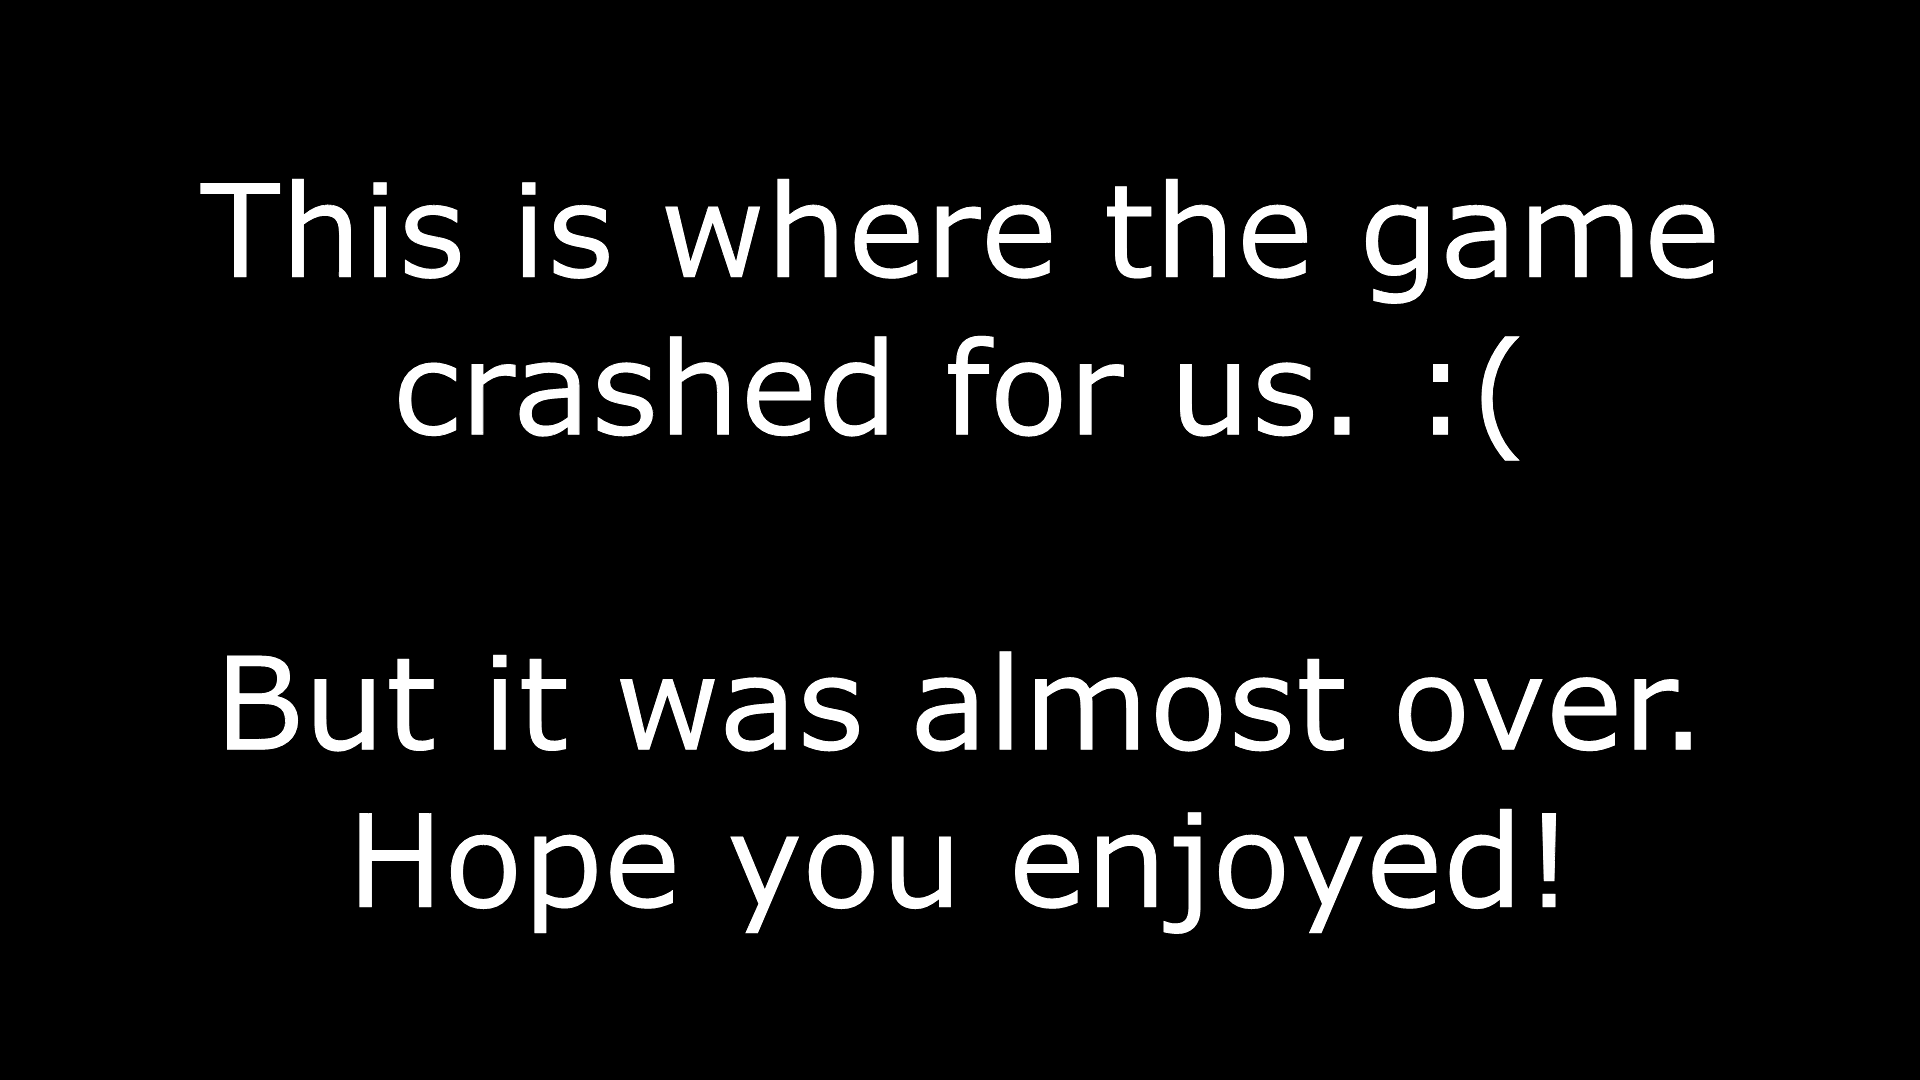 This is where the game
crashed for us. :(
But it was almost over.
Hope you enjoyed!